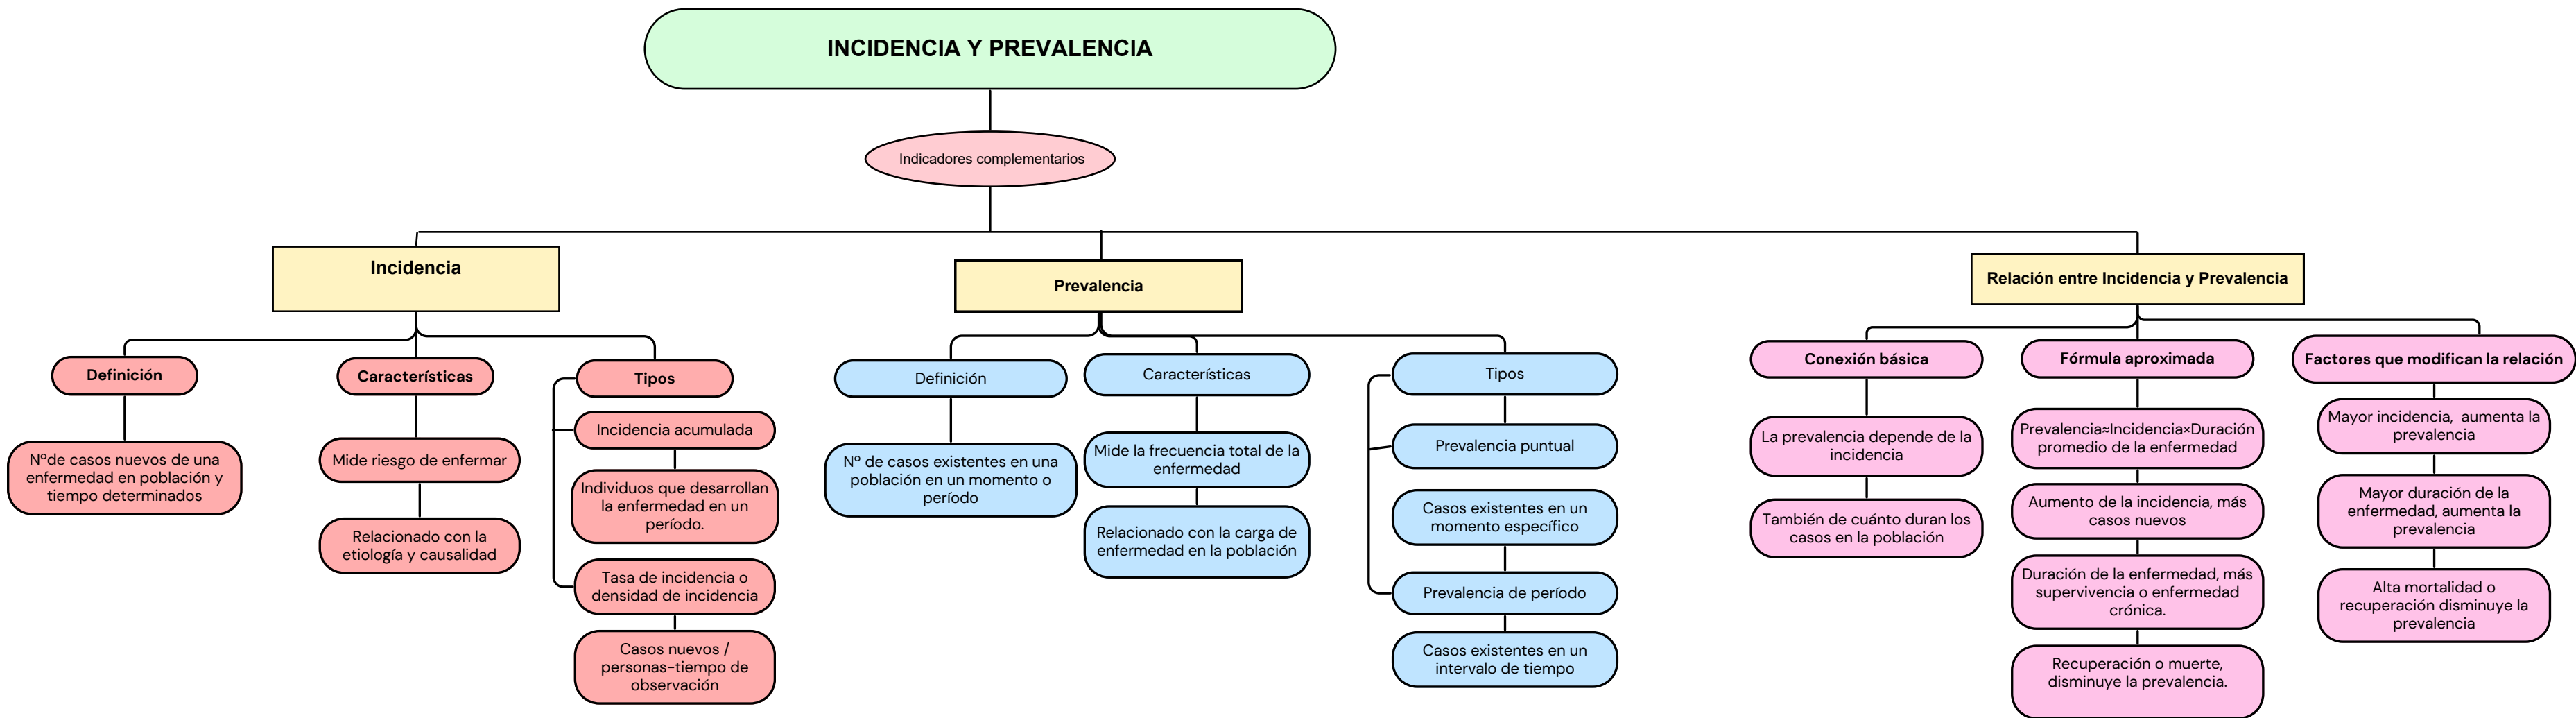 INCIDENCIA Y PREVALENCIA
Indicadores complementarios
Incidencia
Definición
Nºde casos nuevos de una
enfermedad en población y
tiempo determinados
Características
Mide riesgo de enfermar
Relacionado con la
etiología y causalidad
Tipos
Incidencia acumulada
Individuos que desarrollan
la enfermedad en un
período.
Tasa de incidencia o
densidad de incidencia
Casos nuevos /
personas-tiempo de
observación
Prevalencia
Definición
Nº de casos existentes en una
población en un momento o
período
Características
Mide la frecuencia total de la
enfermedad
Relacionado con la carga de
enfermedad en la población
Tipos
Prevalencia puntual
Casos existentes en un
momento específico
Prevalencia de período
Casos existentes en un
intervalo de tiempo
Relación entre Incidencia y Prevalencia
Conexión básica
La prevalencia depende de la
incidencia
También de cuánto duran los
casos en la población
Fórmula aproximada
Prevalencia≈Incidencia×Duración
promedio de la enfermedad
Aumento de la incidencia, más
casos nuevos
Duración de la enfermedad, más
supervivencia o enfermedad
crónica.
Recuperación o muerte,
disminuye la prevalencia.
Factores que modifican la relación
Mayor incidencia, aumenta la
prevalencia
Mayor duración de la
enfermedad, aumenta la
prevalencia
Alta mortalidad o
recuperación disminuye la
prevalencia